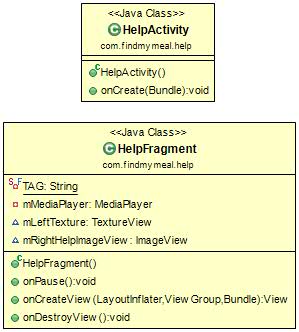 <<Java Class>>
HelpActivity
com.findmymeal.help
HelpActivity()
onCreate(Bundle):void
<<Java Class>>
HelpFragment
com.findmymeal.help
TAG: String
mMediaPlayer: MediaPlayer
mLeftTexture: TextureView
mRightHelpImageView: ImageView
HelpFragment()
onPause():void
onCreateView(LayoutInflater,View Group,Bundle):View
onDestroyView():void